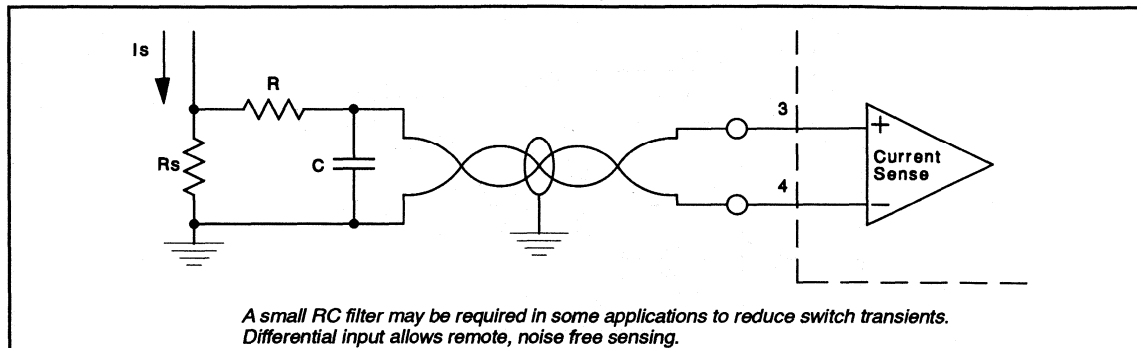 Is
R
Rs
C
3
4
+
−
Current
Sense
A small RC filter may be required in some applications to reduce switch transients.
Differential input allows remote, noise free sensing.